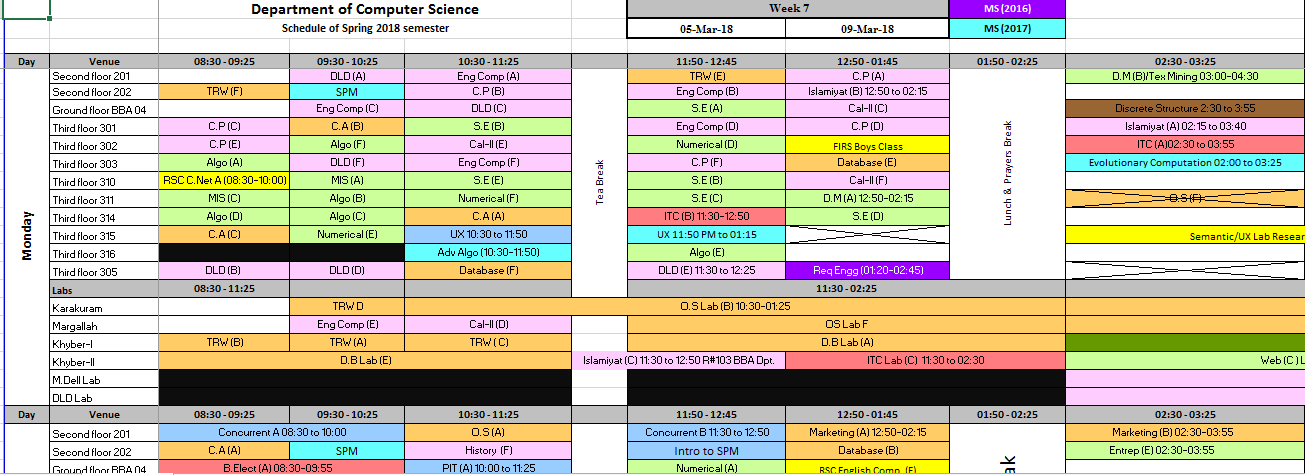 Department of Computer Science Week 7 MS (2016)
Schedule of Spring 2018 semester 05-Mar-18 09-Mar-18 MS (2017)
Day Venue 08:30 - 09:25 09:30 - 10:25 10:30 - 11:25 11:50 - 12:45 12:50 - 01:45 01:50 - 02:25 02:30 - 03:25
Second floor 201 DLD (A) Eng Comp (A) TRW (E) C.P (A) D.M (B)/Tex Mining 03:00-04:30
Second floor 202 TRW (F) SPM C.P (B) Eng Comp (B) Islamiyat (B) 12:50 to 02:15
Ground floor BBA 04 Eng Comp (C) DLD (C) S.E (A) Cal-II (C) Discrete Structure 2:30 to 3:55
Third floor 301 C.P (C) C.A (B) S.E (B) Eng Comp (D) C.P (D) Islamiyat (A) 02:15 to 03:40
Third floor 302 C.P (E) Algo (F) Cal-II (E) Numerical (D) FIRS Boys Class ITC (A)02:30 to 03:55
Third floor 303 Algo (A) DLD (F) Eng Comp (F) C.P (F) Database (E) Evolutionary Computation 02:00 to 03:25
Third floor 310 RSC C.Net A (08:30-10:00) MIS (A) S.E (E) S.E (B) Cal-II (F)
Third floor 311 MIS (C) Algo (B) Numerical (F) S.E (C) D.M (A) 12:50-02:15 O.S (F)
Third floor 314 Algo (D) Algo (C) C.A (A) ITC (B) 11:30-12:50 S.E (D)
Third floor 315 C.A (C) Numerical (E) UX 10:30 to 11:50 UX 11:50 PM to 01:15 Semantic/UX Lab Resear
Third floor 316 Adv Algo (10:30-11:50) Algo (E)
Third floor 305 DLD (B) DLD (D) Database (F) DLD (E) 11:30 to 12:25 Req Engg (01:20-02:45)
Monday
Tea Break
Lunch & Prayers Break
Labs 08:30 - 11:25 11:30 - 02:25
Karakuram TRW D O.S Lab (B) 10:30-01:25
Margallah Eng Comp (E) Cal-II (D) OS Lab F
Khyber-I TRW (B) TRW (A) TRW ( C) D.B Lab (A)
Khyber-II D.B Lab (E) Islamiyat (C) 11:30 to 12:50 R#103 BBA Dpt. ITC Lab (C) 11:30 to 02:30 Web (C ) L
M.Dell Lab
DLD Lab
Day Venue 08:30 - 09:25 09:30 - 10:25 10:30 - 11:25 11:50 - 12:45 12:50 - 01:45 01:50 - 02:25 02:30 - 03:25
Second floor 201 Concurrent A 08:30 to 10:00 O.S (A) Concurrent B 11:30 to 12:50 Marketing (A) 12:50-02:15 Marketing (B) 02:30-03:55
Second floor 202 C.A (A) SPM History (F) Intro to SPM Database (B) Entrep (E) 02:30-03:55
Ground floor BBA 04 B.Elect (A) 08:30-09:55 PIT (A) 10:00 to 11:25 Numerical (A) RSC English Comp. (F)
ak